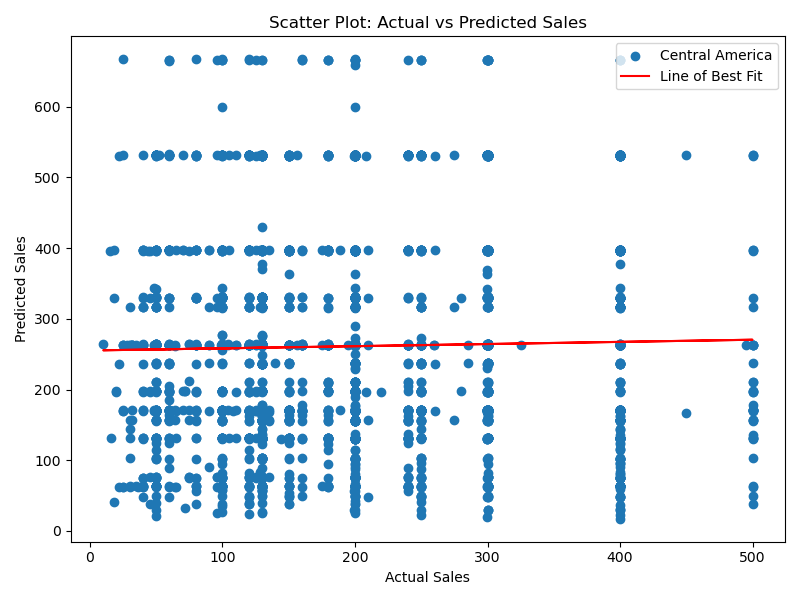 Scatter Plot: Actual vs Predicted Sales
Central America
Line of Best Fit
Predicted Sales
600
500
400
300
200
100
0
0 100 200 300 400 500
Actual Sales